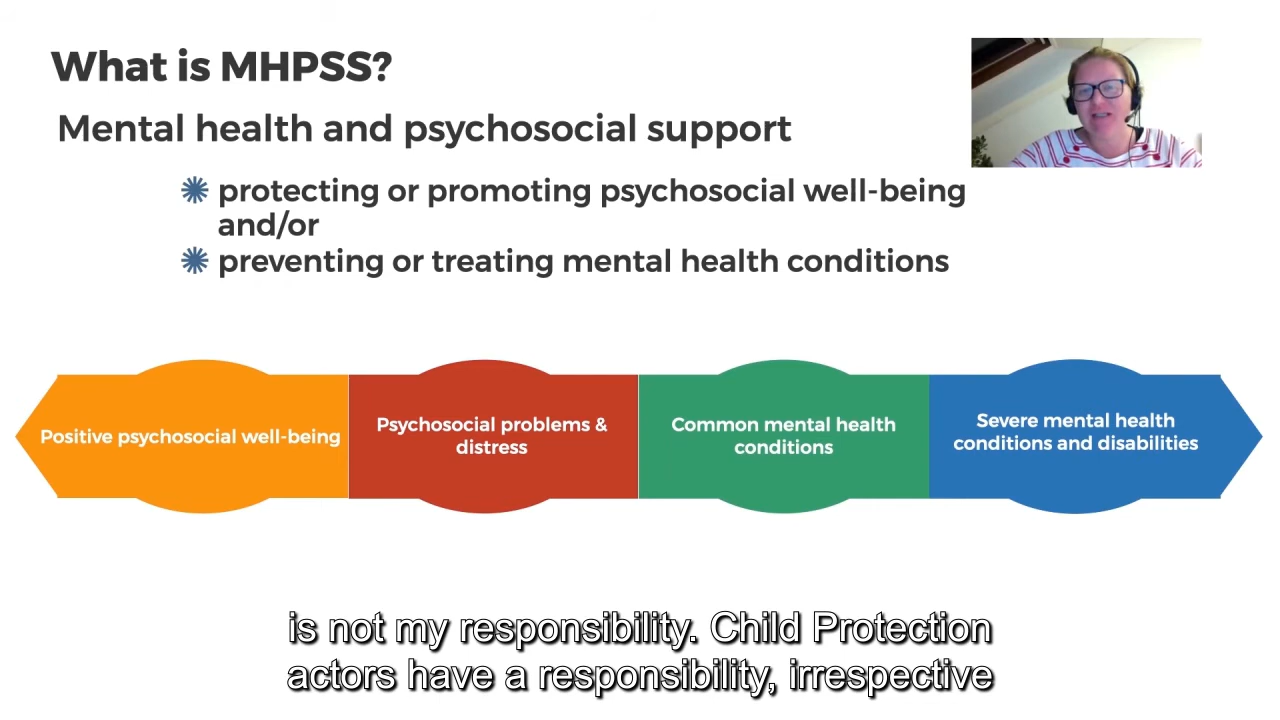 What is MHPSS?
Mental health and psychosocial support
protecting or promoting psychosocial well-being
and/or
preventing or treating mental health conditions
Positive psychosocial well-being
Psychosocial problems &
distress
Common mental health
conditions
Severe mental health
conditions and disabilities
is not my responsibility. Child Protection
actors have a responsibility, irrespective